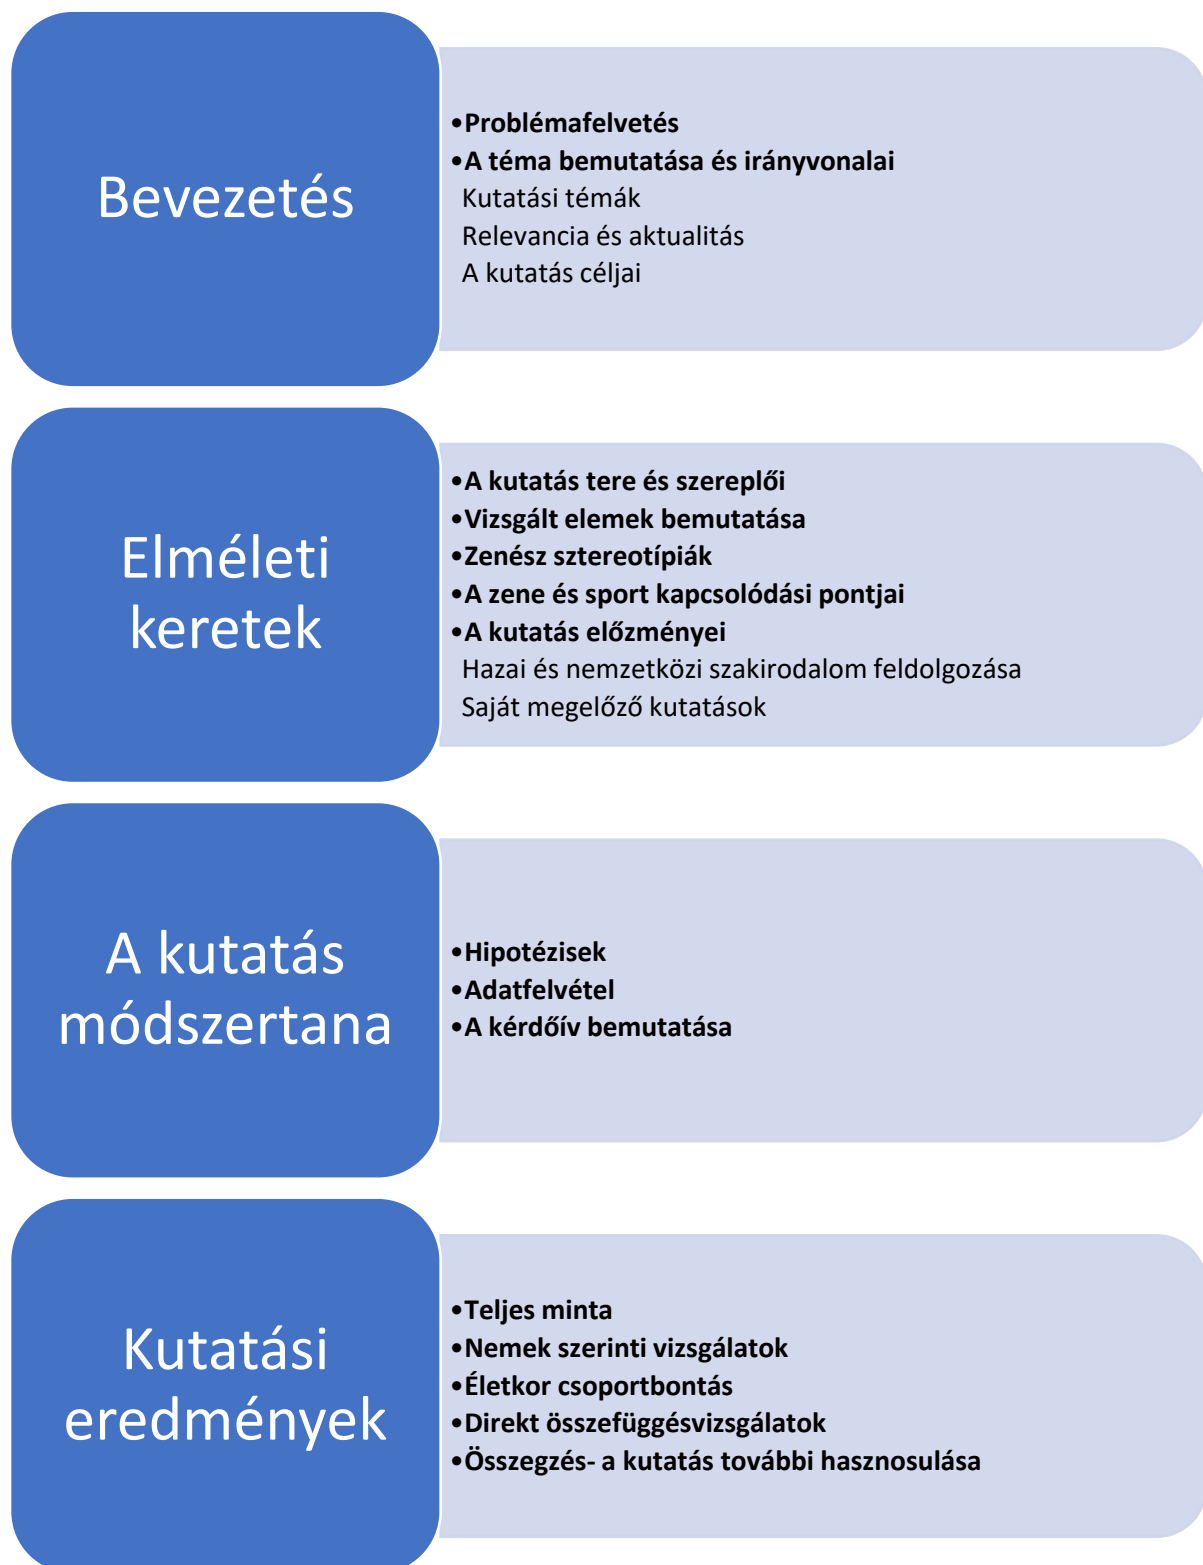 Bevezetés
•Problémafelvetés
•A téma bemutatása és irányvonalai
Kutatási témák
Relevancia és aktualitás
A kutatás céljai
Elméleti
keretek
•A kutatás tere és szereplői
•Vizsgált elemek bemutatása
•Zenész sztereotípiák
•A zene és sport kapcsolódási pontjai
•A kutatás előzményei
Hazai és nemzetközi szakirodalom feldolgozása
Saját megelőző kutatások
A kutatás
módszertana
•Hipotézisek
•Adatfelvétel
•A kérdőív bemutatása
Kutatási
eredmények
•Teljes minta
•Nemek szerinti vizsgálatok
•Életkor csoportbontás
•Direkt összefüggésvizsgálatok
•Összegzés- a kutatás további hasznosulása